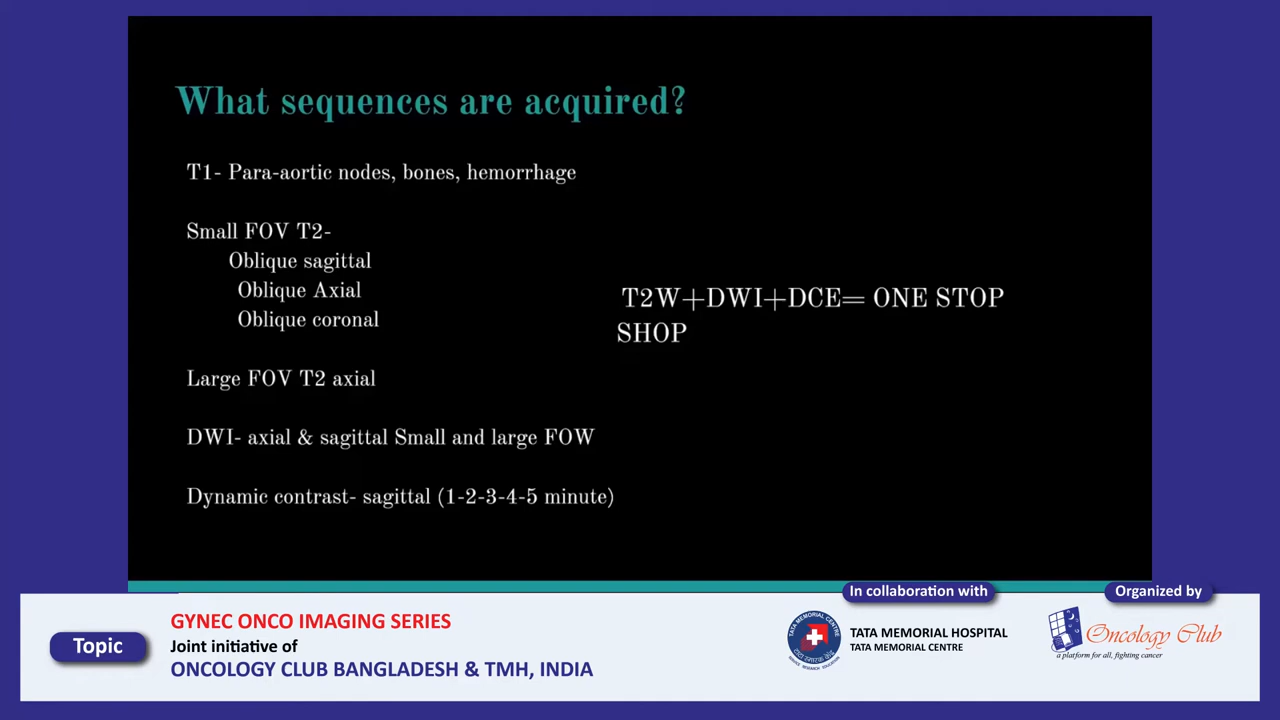 What sequences are acquired?
T1- Para-aortic nodes, bones, hemorrhage
Small FOV T2-
Oblique sagittal
Oblique Axial
Oblique coronal
Large FOV T2 axial
DWI- axial & sagittal Small and large FOW
Dynamic contrast- sagittal (1-2-3-4-5 minute)
T2W+DWI+DCE= ONE STOP
SHOP
Topic
GYNEC ONCO IMAGING SERIES
Joint initiative of
ONCOLOGY CLUB BANGLADESH & TMH, INDIA
In collaboration with
TATA MEMORIAL CENTRE
TATA MEMORIAL HOSPITAL
TATA MEMORIAL CENTRE
Organized by
Oncology Club
a platform for all, fighting cancer